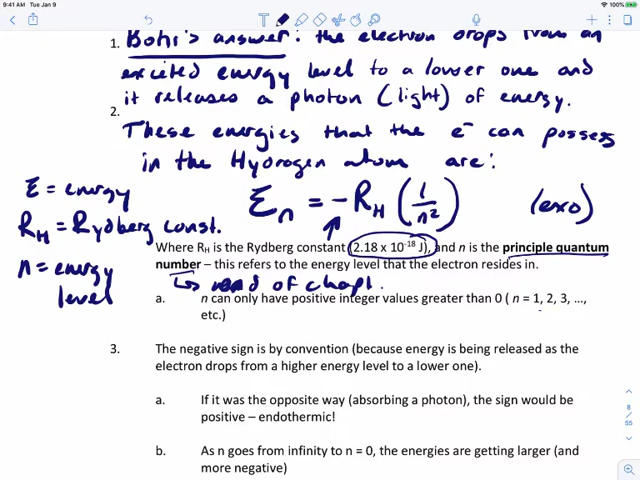 9:41 AM Tue Jan 9
100%
1. Bohr's answer: the electron drops from an
excited energy level to a lower one and
it releases a photon (light) of energy.
2.
These energies that the e⁻ can possess
in the Hydrogen atom are:
E = energy
Eₙ = -R_H (1/n²) (exo)
R_H = Rydberg const.
Where RH is the Rydberg constant (2.18 x 10⁻¹⁸ J), and n is the principle quantum
n = energy
level
number – this refers to the energy level that the electron resides in.
↳ end of chapt.
a. n can only have positive integer values greater than 0 ( n = 1, 2, 3, …,
etc.)
3. The negative sign is by convention (because energy is being released as the
electron drops from a higher energy level to a lower one).
a. If it was the opposite way (absorbing a photon), the sign would be
positive – endothermic!
b. As n goes from infinity to n = 0, the energies are getting larger (and
more negative)
8
/
55